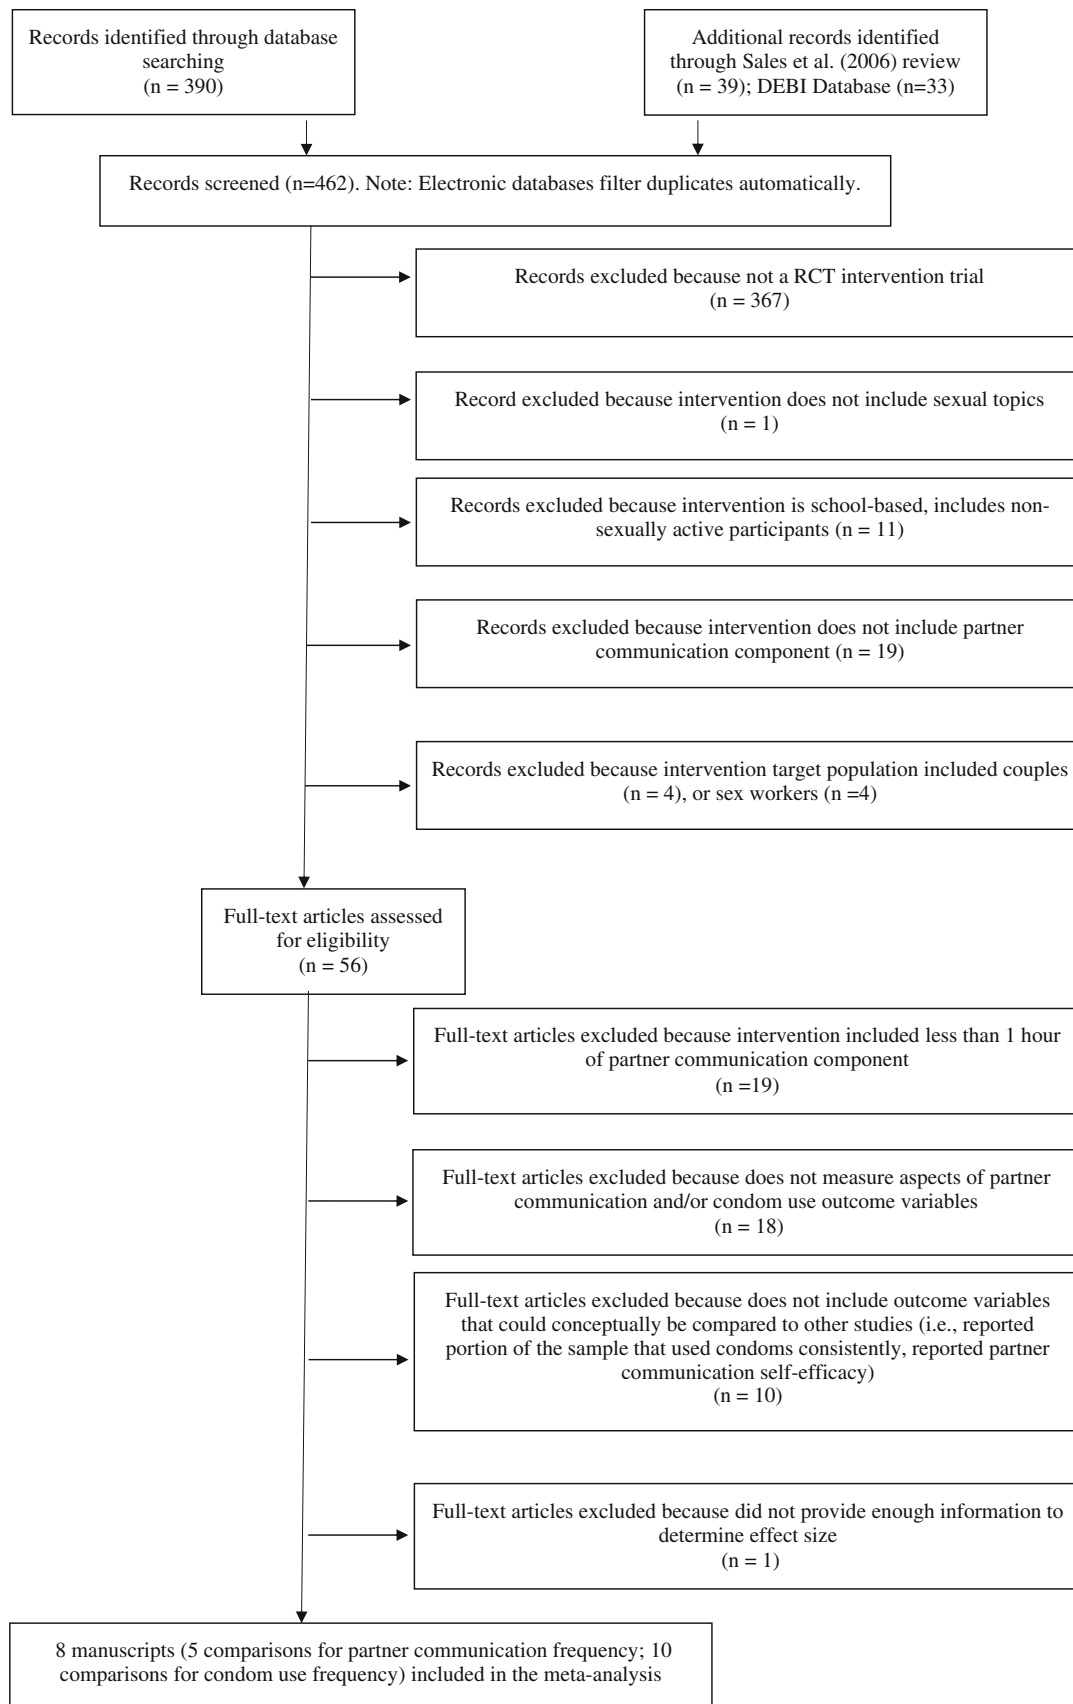 Records identified through database
searching
(n = 390)
Additional records identified
through Sales et al. (2006) review
(n = 39); DEBI Database (n=33)
Records screened (n=462). Note: Electronic databases filter duplicates automatically.
Records excluded because not a RCT intervention trial
(n = 367)
Record excluded because intervention does not include sexual topics
(n = 1)
Records excluded because intervention is school-based, includes non-
sexually active participants (n = 11)
Records excluded because intervention does not include partner
communication component (n = 19)
Records excluded because intervention target population included couples
(n = 4), or sex workers (n =4)
Full-text articles assessed
for eligibility
(n = 56)
Full-text articles excluded because intervention included less than 1 hour
of partner communication component
(n =19)
Full-text articles excluded because does not measure aspects of partner
communication and/or condom use outcome variables
(n = 18)
Full-text articles excluded because does not include outcome variables
that could conceptually be compared to other studies (i.e., reported
portion of the sample that used condoms consistently, reported partner
communication self-efficacy)
(n = 10)
Full-text articles excluded because did not provide enough information to
determine effect size
(n = 1)
8 manuscripts (5 comparisons for partner communication frequency; 10
comparisons for condom use frequency) included in the meta-analysis